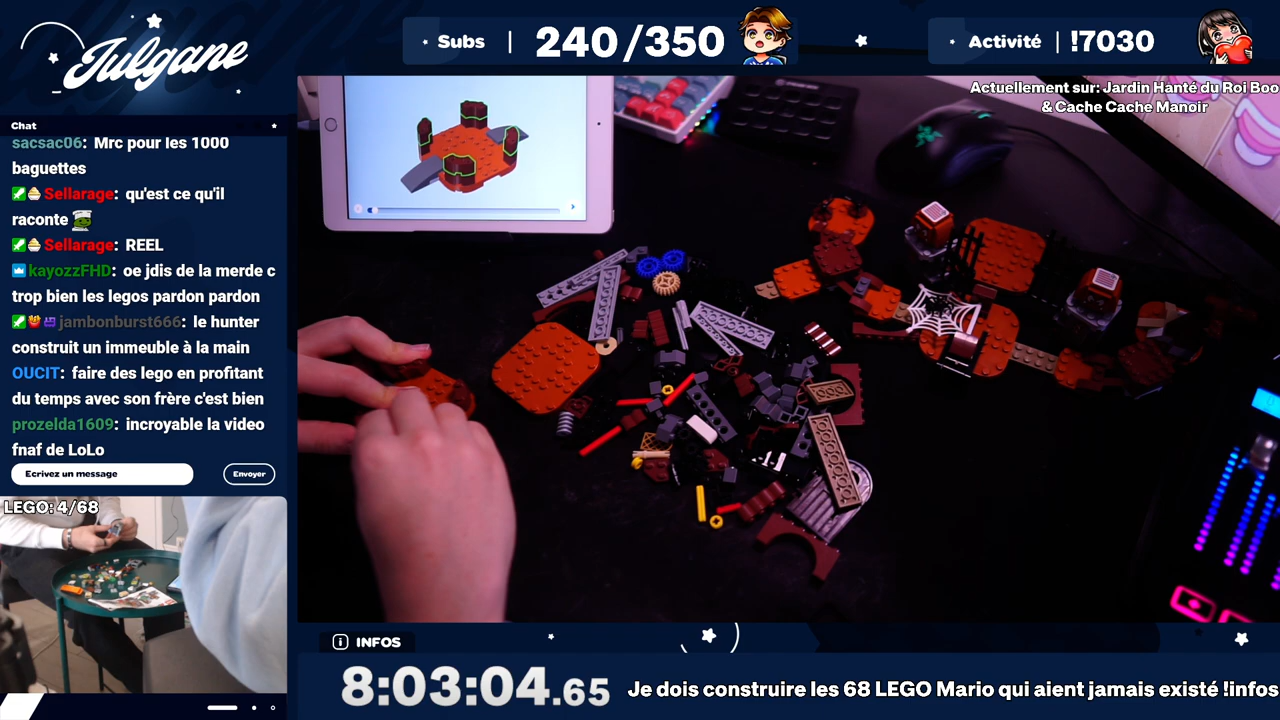 Julgane
Subs | 240/350
Activité | !7030
Actuellement sur: Jardin Hanté du Roi Boo
& Cache Cache Manoir
Chat
sacsac06: Mrc pour les 1000
baguettes
Sellarage: qu'est ce qu'il
raconte
Sellarage: REEL
kayozzFHD: oe jdis de la merde c
trop bien les legos pardon pardon
jambonburst666: le hunter
construit un immeuble à la main
OUCIT: faire des lego en profitant
du temps avec son frère c'est bien
prozelda1609: incroyable la video
fnaf de LoLo
Ecrivez un message
Envoyer
LEGO: 4/68
INFOS
8:03:04.65
Je dois construire les 68 LEGO Mario qui aient jamais existé !infos